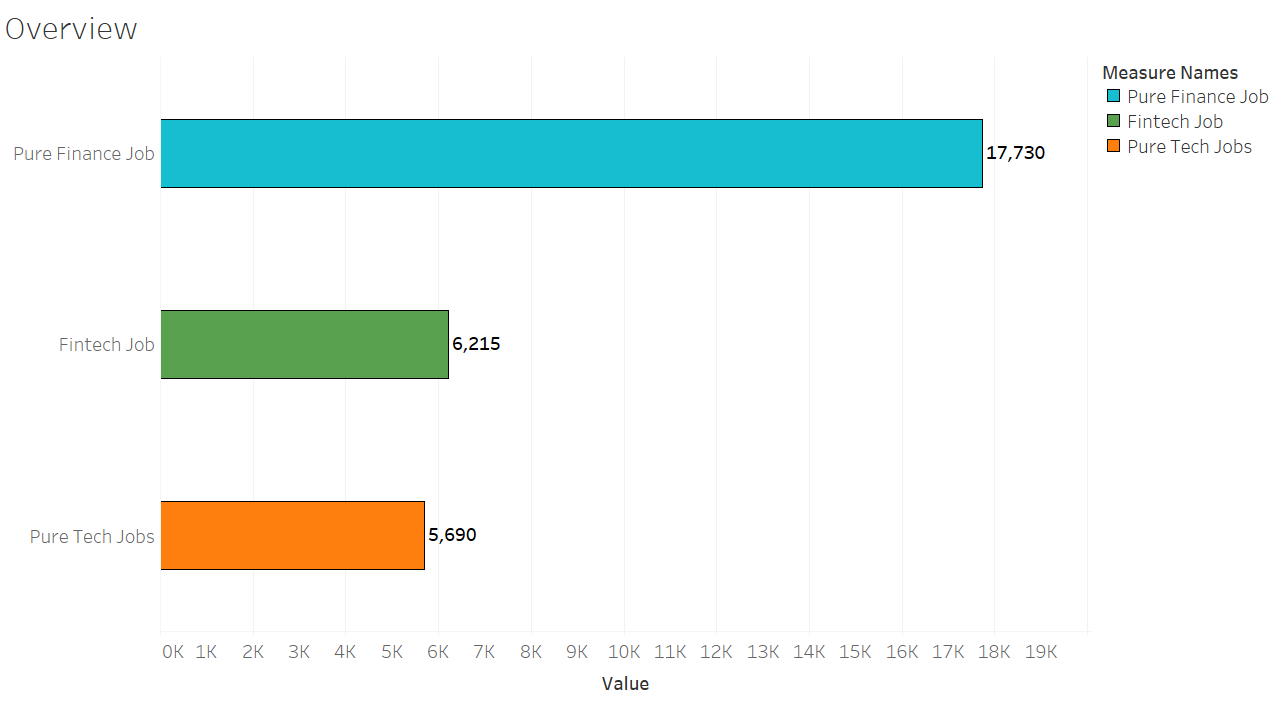 Overview
Measure Names
Pure Finance Job
Fintech Job
Pure Tech Jobs
Pure Finance Job
17,730
Fintech Job
6,215
Pure Tech Jobs
5,690
0K 1K 2K 3K 4K 5K 6K 7K 8K 9K 10K 11K 12K 13K 14K 15K 16K 17K 18K 19K
Value